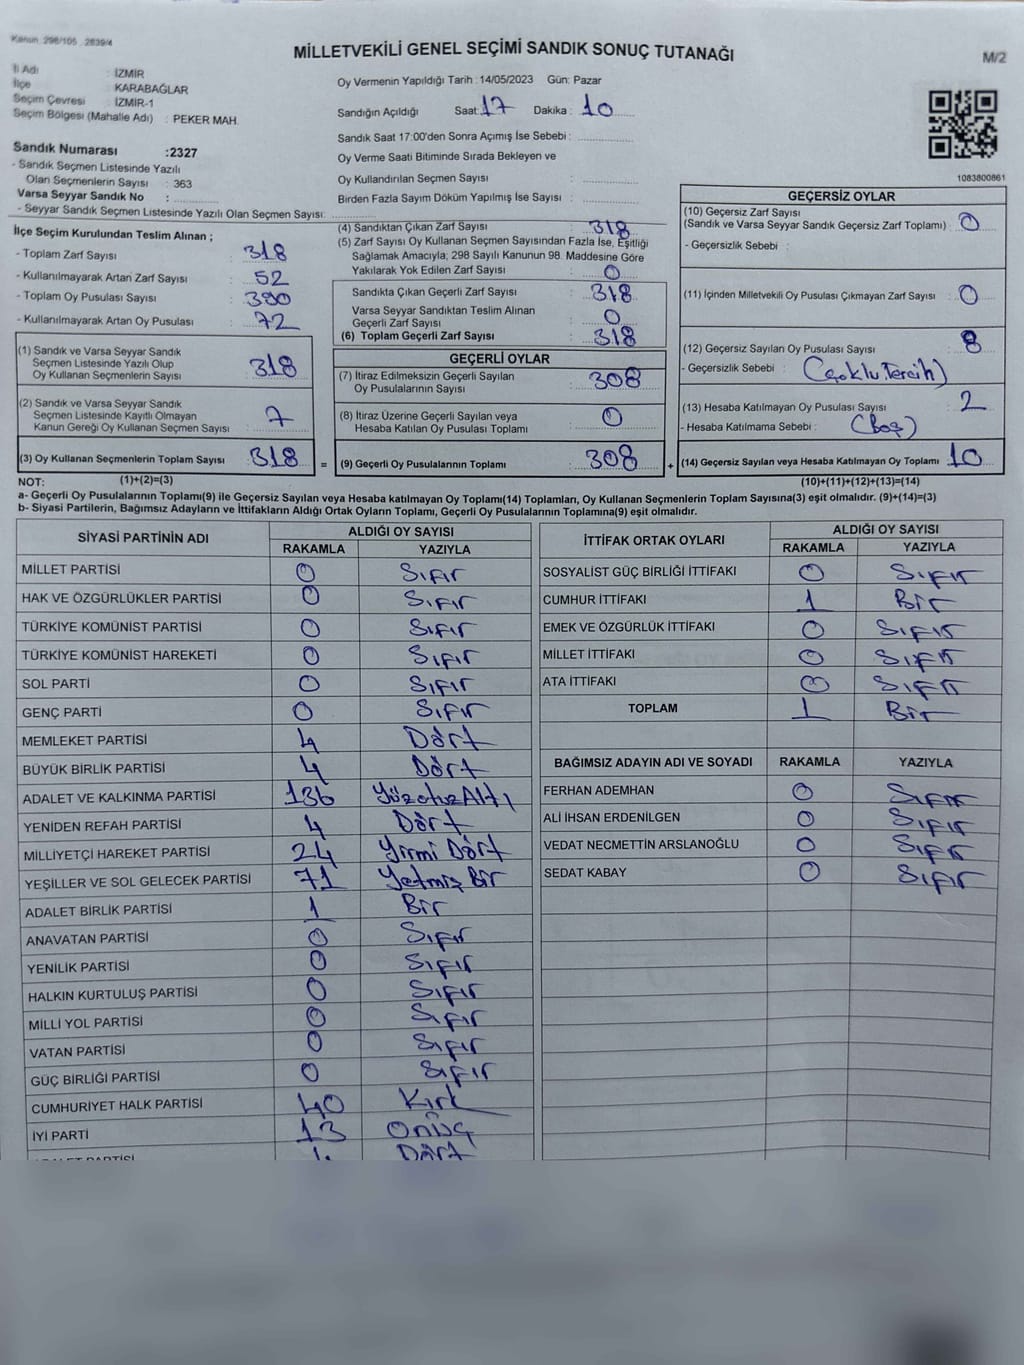 Kanun :298/105 , 2839/4
MİLLETVEKİLİ GENEL SEÇİMİ SANDIK SONUÇ TUTANAĞI
M/2
İl Adı : İZMİR
İlçe : KARABAĞLAR
Seçim Çevresi : İZMİR-1
Seçim Bölgesi (Mahalle Adı) : PEKER MAH.
Sandık Numarası :2327
- Sandık Seçmen Listesinde Yazılı
Olan Seçmenlerin Sayısı : 363
Varsa Seyyar Sandık No :
- Seyyar Sandık Seçmen Listesinde Yazılı Olan Seçmen Sayısı:
Oy Vermenin Yapıldığı Tarih : 14/05/2023 Gün: Pazar
Sandığın Açıldığı Saat: 17 Dakika : 10
Sandık Saat 17:00'den Sonra Açımış İse Sebebi :
Oy Verme Saati Bitiminde Sırada Bekleyen ve
Oy Kullandırılan Seçmen Sayısı :
Birden Fazla Sayım Döküm Yapılmış İse Sayısı :
1083800861
İlçe Seçim Kurulundan Teslim Alınan ;
- Toplam Zarf Sayısı : 318
- Kullanılmayarak Artan Zarf Sayısı : 52
- Toplam Oy Pusulası Sayısı : 390
- Kullanılmayarak Artan Oy Pusulası : 72
(1) Sandık ve Varsa Seyyar Sandık
Seçmen Listesinde Yazılı Olup
Oy Kullanan Seçmenlerin Sayısı : 318
(2) Sandık ve Varsa Seyyar Sandık
Seçmen Listesinde Kayıtlı Olmayan
Kanun Gereği Oy Kullanan Seçmen Sayısı : 7
(3) Oy Kullanan Seçmenlerin Toplam Sayısı : 318 =
(4) Sandıktan Çıkan Zarf Sayısı : 318
(5) Zarf Sayısı Oy Kullanan Seçmen Sayısından Fazla İse, Eşitliği
Sağlamak Amacıyla; 298 Sayılı Kanunun 98. Maddesine Göre
Yakılarak Yok Edilen Zarf Sayısı : 0
Sandıkta Çıkan Geçerli Zarf Sayısı : 318
Varsa Seyyar Sandıktan Teslim Alınan
Geçerli Zarf Sayısı : 0
(6) Toplam Geçerli Zarf Sayısı : 318
GEÇERLİ OYLAR
(7) İtiraz Edilmeksizin Geçerli Sayılan
Oy Pusulalarının Sayısı : 308
(8) İtiraz Üzerine Geçerli Sayılan veya
Hesaba Katılan Oy Pusulası Toplamı : 0
(9) Geçerli Oy Pusulalarının Toplamı : 308 +
GEÇERSİZ OYLAR
(10) Geçersiz Zarf Sayısı
(Sandık ve Varsa Seyyar Sandık Geçersiz Zarf Toplamı) : 0
- Geçersizlik Sebebi :
(11) İçinden Milletvekili Oy Pusulası Çıkmayan Zarf Sayısı : 0
(12) Geçersiz Sayılan Oy Pusulası Sayısı : 8
- Geçersizlik Sebebi : (Çoklu Tercih)
(13) Hesaba Katılmayan Oy Pusulası Sayısı : 2
- Hesaba Katılmama Sebebi : (Boş)
(14) Geçersiz Sayılan veya Hesaba Katılmayan Oy Toplamı : 10
NOT: (1)+(2)=(3) (10)+(11)+(12)+(13)=(14)
a- Geçerli Oy Pusulalarının Toplamı(9) ile Geçersiz Sayılan veya Hesaba katılmayan Oy Toplamı(14) Toplamları, Oy Kullanan Seçmenlerin Toplam Sayısına(3) eşit olmalıdır. (9)+(14)=(3)
b- Siyasi Partilerin, Bağımsız Adayların ve İttifakların Aldığı Ortak Oyların Toplamı, Geçerli Oy Pusulalarının Toplamına(9) eşit olmalıdır.
SİYASİ PARTİNİN ADI ALDIĞI OY SAYISI
RAKAMLA YAZIYLA
MİLLET PARTİSİ 0 Sıfır
HAK VE ÖZGÜRLÜKLER PARTİSİ 0 Sıfır
TÜRKİYE KOMÜNİST PARTİSİ 0 Sıfır
TÜRKİYE KOMÜNİST HAREKETİ 0 Sıfır
SOL PARTİ 0 Sıfır
GENÇ PARTİ 0 Sıfır
MEMLEKET PARTİSİ 4 Dört
BÜYÜK BİRLİK PARTİSİ 4 Dört
ADALET VE KALKINMA PARTİSİ 136 YüzotuzAltı
YENİDEN REFAH PARTİSİ 4 Dört
MİLLİYETÇİ HAREKET PARTİSİ 24 Yirmi Dört
YEŞİLLER VE SOL GELECEK PARTİSİ 71 Yetmiş Bir
ADALET BİRLİK PARTİSİ 1 Bir
ANAVATAN PARTİSİ 0 Sıfır
YENİLİK PARTİSİ 0 Sıfır
HALKIN KURTULUŞ PARTİSİ 0 Sıfır
MİLLİ YOL PARTİSİ 0 Sıfır
VATAN PARTİSİ 0 Sıfır
GÜÇ BİRLİĞİ PARTİSİ 0 Sıfır
CUMHURİYET HALK PARTİSİ 40 Kırk
İYİ PARTİ 13 Onüç
PARTİSİ Dört
İTTİFAK ORTAK OYLARI ALDIĞI OY SAYISI
RAKAMLA YAZIYLA
SOSYALİST GÜÇ BİRLİĞİ İTTİFAKI 0 Sıfır
CUMHUR İTTİFAKI 1 Bir
EMEK VE ÖZGÜRLÜK İTTİFAKI 0 Sıfır
MİLLET İTTİFAKI 0 Sıfır
ATA İTTİFAKI 0 Sıfır
TOPLAM 1 Bir
BAĞIMSIZ ADAYIN ADI VE SOYADI RAKAMLA YAZIYLA
FERHAN ADEMHAN 0 Sıfır
ALİ İHSAN ERDENİLGEN 0 Sıfır
VEDAT NECMETTİN ARSLANOĞLU 0 Sıfır
SEDAT KABAY 0 Sıfır